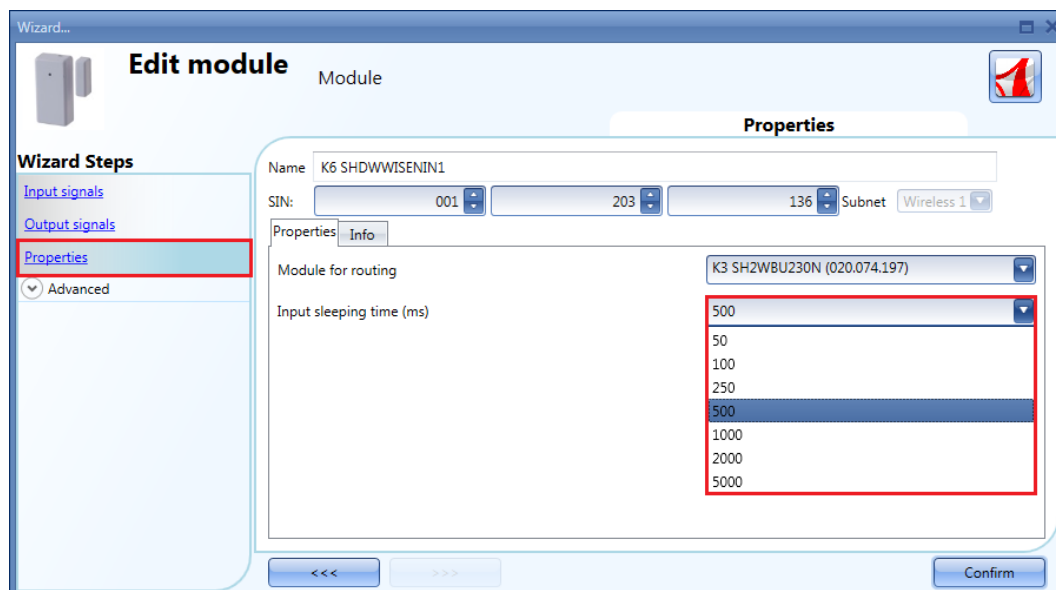 Wizard...
Edit module
Module
Properties
Wizard Steps
Input signals
Output signals
Properties
Advanced
Name K6 SHDWWISENIN1
SIN: 001 203 136 Subnet Wireless 1
Properties Info
Module for routing K3 SH2WBU230N (020.074.197)
Input sleeping time (ms) 500
50
100
250
500
1000
2000
5000
<<< >>> Confirm